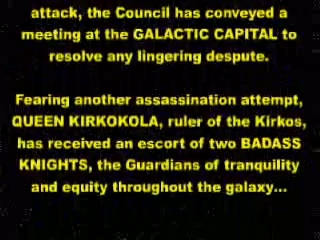 attack, the Council has conveyed a
meeting at the GALACTIC CAPITAL to
resolve any lingering despute.
Fearing another assassination attempt,
QUEEN KIRKOKOLA, ruler of the Kirkos,
has received an escort of two BADASS
KNIGHTS, the Guardians of tranquility
and equity throughout the galaxy...